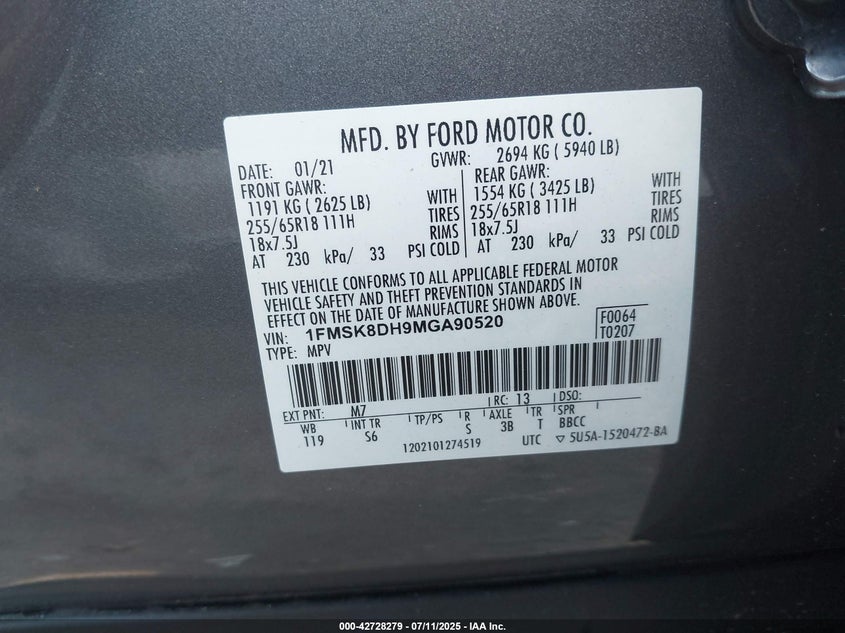 MFD. BY FORD MOTOR CO.
DATE: 01/21 GVWR: 2694 KG ( 5940 LB)
FRONT GAWR: REAR GAWR:
1191 KG ( 2625 LB) WITH 1554 KG ( 3425 LB) WITH
255/65R18 111H TIRES 255/65R18 111H TIRES
18x7.5J RIMS 18x7.5J RIMS
AT 230 kPa/ 33 PSI COLD AT 230 kPa/ 33 PSI COLD
THIS VEHICLE CONFORMS TO ALL APPLICABLE FEDERAL MOTOR
VEHICLE SAFETY AND THEFT PREVENTION STANDARDS IN
EFFECT ON THE DATE OF MANUFACTURE SHOWN ABOVE.
VIN: 1FMSK8DH9MGA90520 F0064
TYPE: MPV T0207
RC: 13 DSO:
EXT PNT: M7
WB INT TR TP/PS R AXLE TR SPR
119 S6 S 3B T BBCC
1202101274519 UTC ▽ 5U5A-1520472-BA
000-42728279 - 07/11/2025 - IAA Inc.